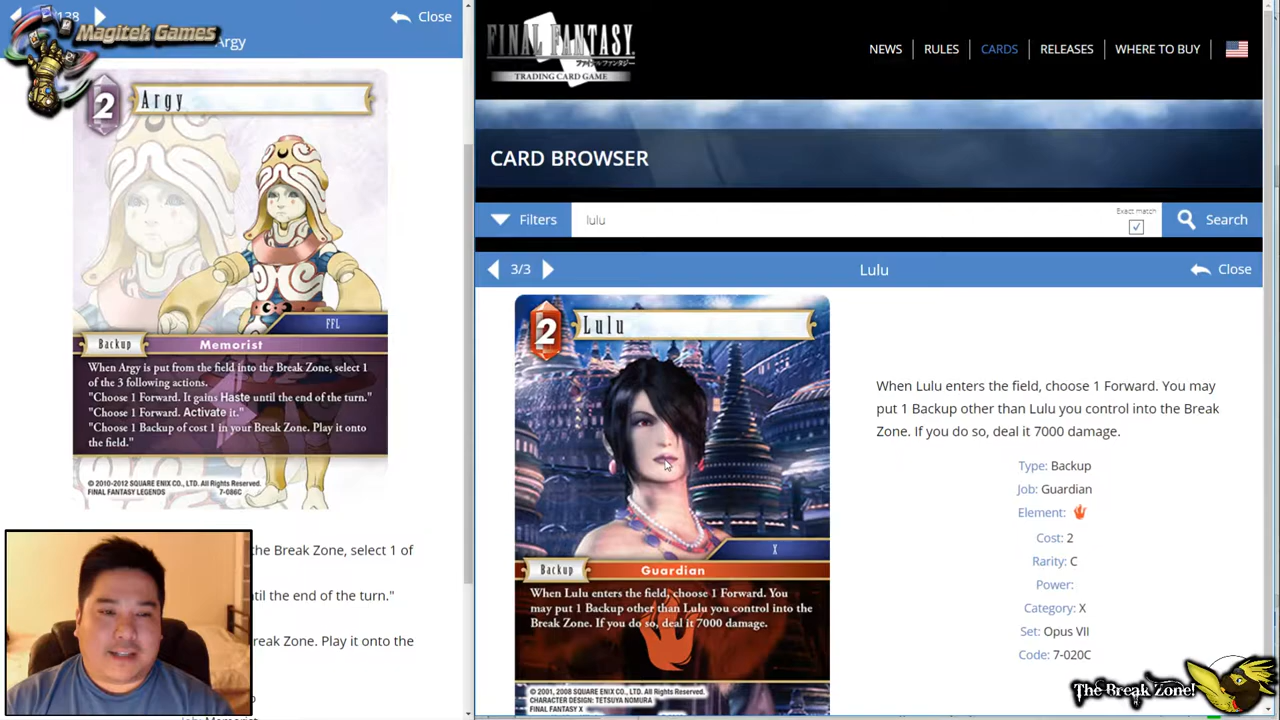 138
Close
Magitek Games
Argy
2
Argy
FFL
Backup
Memorist
When Argy is put from the field into the Break Zone, select 1
of the 3 following actions.
"Choose 1 Forward. It gains Haste until the end of the turn."
"Choose 1 Forward. Activate it."
"Choose 1 Backup of cost 1 in your Break Zone. Play it onto
the field."
© 2010-2012 SQUARE ENIX CO., LTD. All Rights Reserved.
FINAL FANTASY LEGENDS
7-086C
the Break Zone, select 1 of
til the end of the turn."
reak Zone. Play it onto the
FINAL FANTASY
TRADING CARD GAME
NEWS
RULES
CARDS
RELEASES
WHERE TO BUY
CARD BROWSER
Filters
lulu
Exact match
Search
3/3
Lulu
Close
2
Lulu
X
Backup
Guardian
When Lulu enters the field, choose 1 Forward. You
may put 1 Backup other than Lulu you control into the
Break Zone. If you do so, deal it 7000 damage.
© 2001, 2008 SQUARE ENIX CO., LTD. All Rights Reserved.
CHARACTER DESIGN: TETSUYA NOMURA
FINAL FANTASY X
When Lulu enters the field, choose 1 Forward. You may
put 1 Backup other than Lulu you control into the Break
Zone. If you do so, deal it 7000 damage.
Type: Backup
Job: Guardian
Element:
Cost: 2
Rarity: C
Power:
Category: X
Set: Opus VII
Code: 7-020C
The Break Zone!